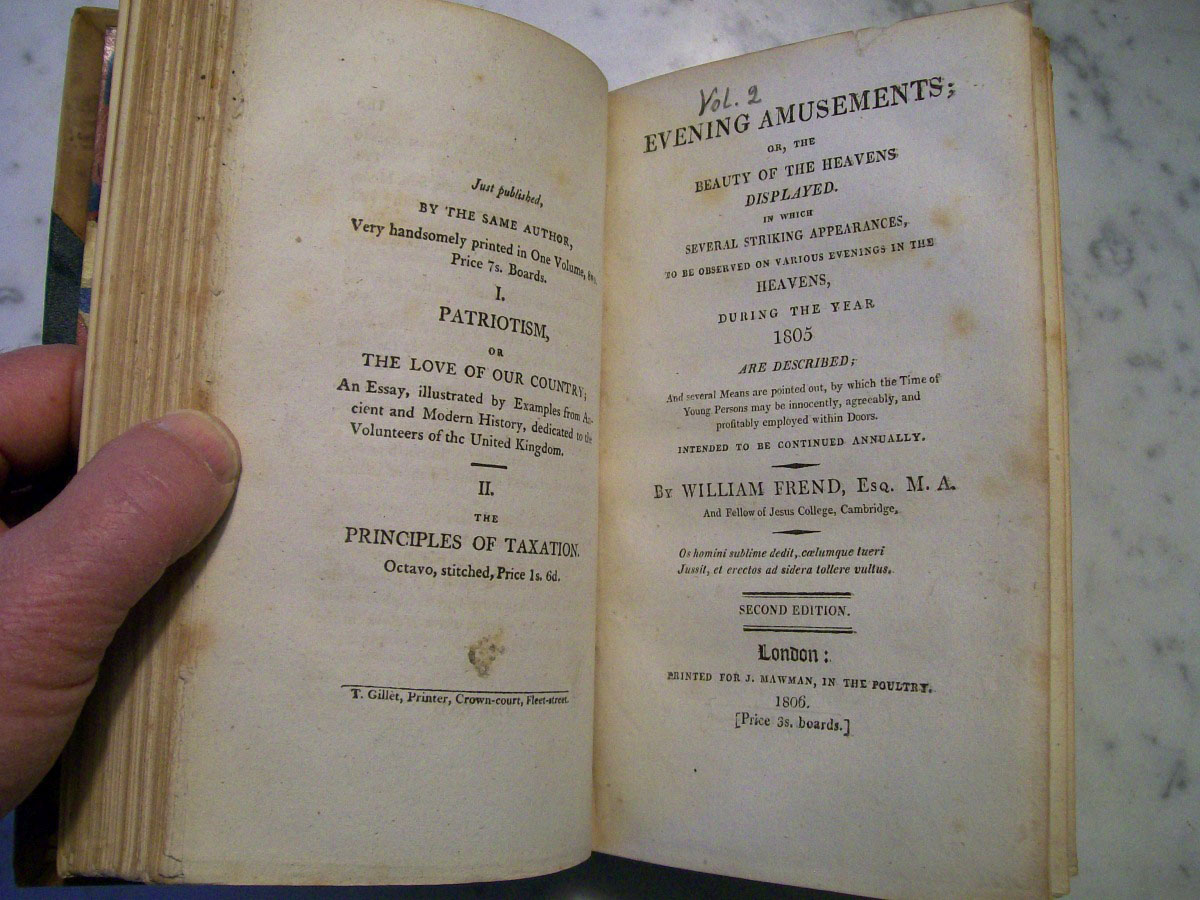 Just published,
BY THE SAME AUTHOR,
Very handsomely printed in One Volume, 8vo.
Price 7s. Boards.
I.
PATRIOTISM,
OR
THE LOVE OF OUR COUNTRY;
An Essay, illustrated by Examples from An-
cient and Modern History, dedicated to the
Volunteers of the United Kingdom.
II.
THE
PRINCIPLES OF TAXATION.
Octavo, stitched, Price 1s. 6d.
T. Gillet, Printer, Crown-court, Fleet-street.
Vol. 2
EVENING AMUSEMENTS;
OR, THE
BEAUTY OF THE HEAVENS
DISPLAYED.
IN WHICH
SEVERAL STRIKING APPEARANCES,
TO BE OBSERVED ON VARIOUS EVENINGS IN THE
HEAVENS,
DURING THE YEAR
1805
ARE DESCRIBED;
And several Means are pointed out, by which the Time of
Young Persons may be innocently, agreeably, and
profitably employed within Doors.
INTENDED TO BE CONTINUED ANNUALLY.
BY WILLIAM FREND, ESQ. M. A.
And Fellow of Jesus College, Cambridge.
Os homini sublime dedit, cœlumque tueri
Jussit, et erectos ad sidera tollere vultus.
SECOND EDITION.
London:
PRINTED FOR J. MAWMAN, IN THE POULTRY.
1806.
[Price 3s. boards.]